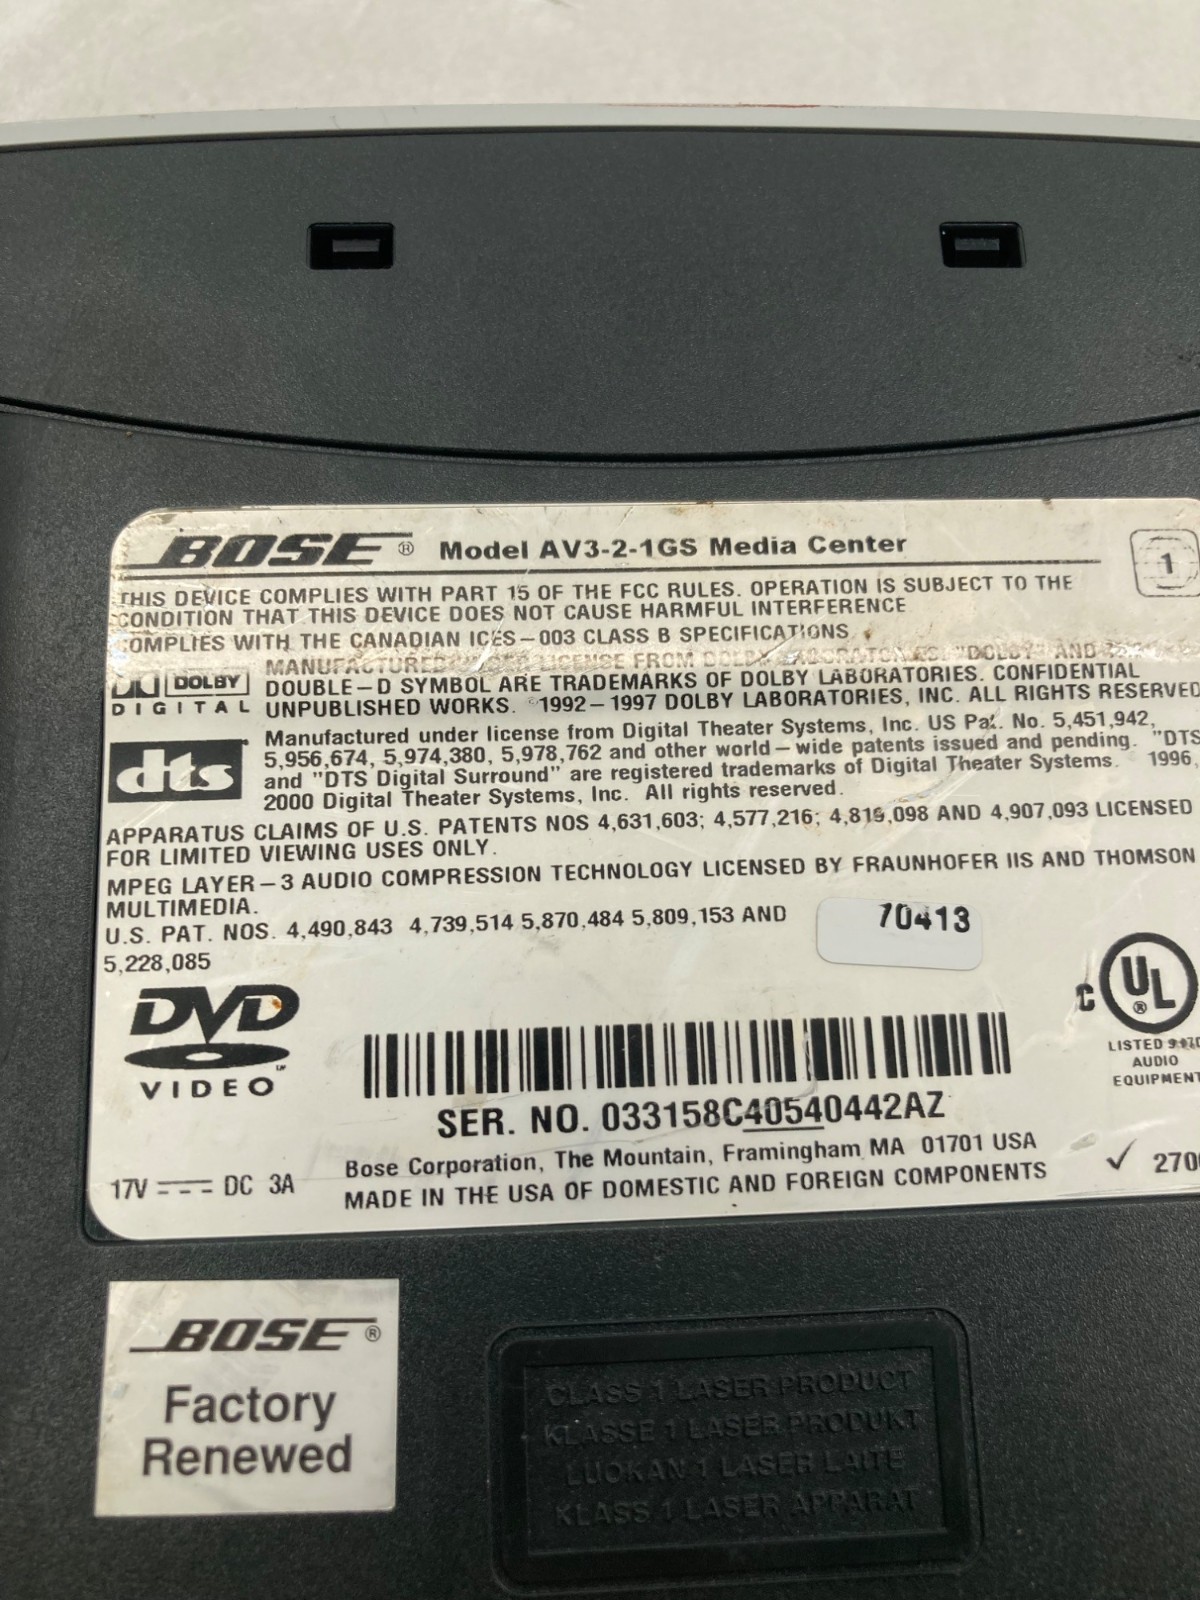 BOSE® Model AV3-2-1GS Media Center
1
THIS DEVICE COMPLIES WITH PART 15 OF THE FCC RULES. OPERATION IS SUBJECT TO THE
CONDITION THAT THIS DEVICE DOES NOT CAUSE HARMFUL INTERFERENCE
COMPLIES WITH THE CANADIAN ICES-003 CLASS B SPECIFICATIONS
DOLBY
DIGITAL
MANUFACTURED UNDER LICENSE FROM DOLBY LABORATORIES. "DOLBY" AND
DOUBLE-D SYMBOL ARE TRADEMARKS OF DOLBY LABORATORIES. CONFIDENTIAL
UNPUBLISHED WORKS. ©1992-1997 DOLBY LABORATORIES, INC. ALL RIGHTS RESERVED
dts
Manufactured under license from Digital Theater Systems, Inc. US Pat. No. 5,451,942,
5,956,674, 5,974,380, 5,978,762 and other world-wide patents issued and pending. "DTS
and "DTS Digital Surround" are registered trademarks of Digital Theater Systems. 1996,
2000 Digital Theater Systems, Inc. All rights reserved.
APPARATUS CLAIMS OF U.S. PATENTS NOS 4,631,603; 4,577,216; 4,819,098 AND 4,907,093 LICENSED
FOR LIMITED VIEWING USES ONLY.
MPEG LAYER-3 AUDIO COMPRESSION TECHNOLOGY LICENSED BY FRAUNHOFER IIS AND THOMSON
MULTIMEDIA.
U.S. PAT. NOS. 4,490,843 4,739,514 5,870,484 5,809,153 AND
5,228,085
70413
DVD
VIDEO
C UL ®
LISTED
AUDIO
EQUIPMENT
SER. NO. 033158C40540442AZ
17V DC 3A
Bose Corporation, The Mountain, Framingham, MA 01701 USA
MADE IN THE USA OF DOMESTIC AND FOREIGN COMPONENTS
✓ 270
BOSE®
Factory
Renewed
CLASS 1 LASER PRODUCT
KLASSE 1 LASER PRODUKT
LUOKAN 1 LASER LAITE
KLASS 1 LASER APPARAT